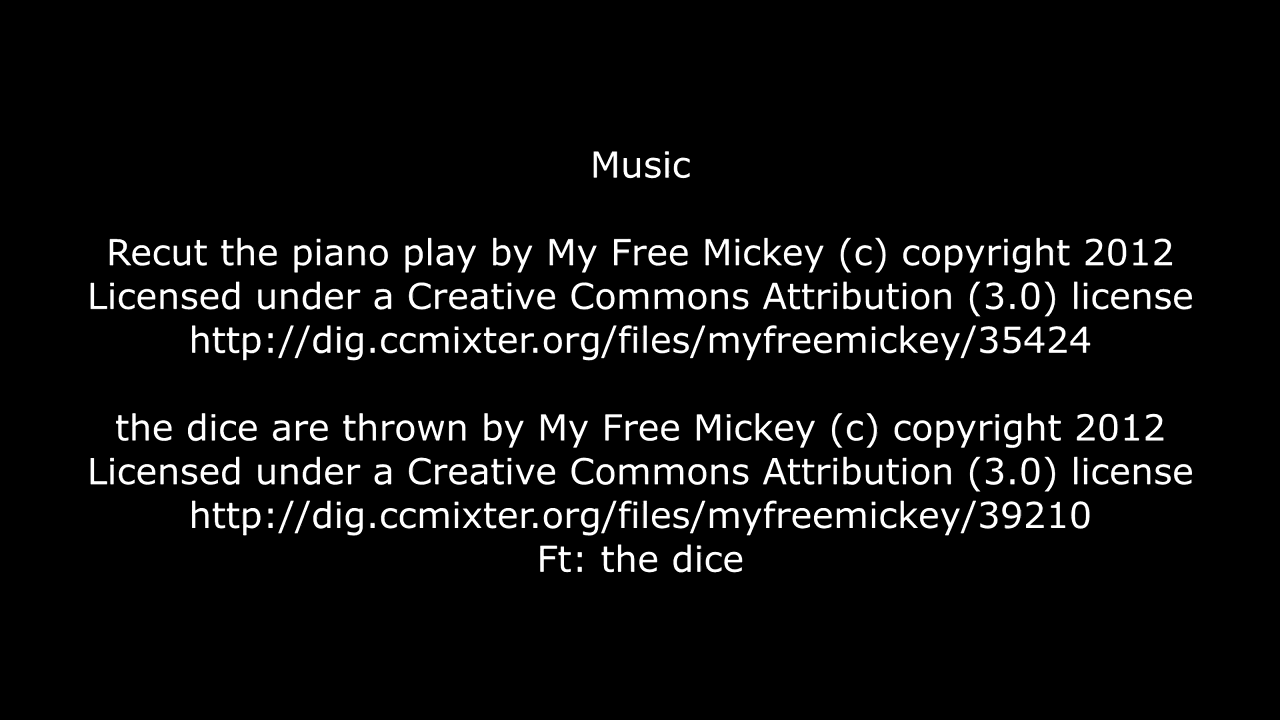 Music
Recut the piano play by My Free Mickey (c) copyright 2012
Licensed under a Creative Commons Attribution (3.0) license
http://dig.ccmixter.org/files/myfreemickey/35424
the dice are thrown by My Free Mickey (c) copyright 2012
Licensed under a Creative Commons Attribution (3.0) license
http://dig.ccmixter.org/files/myfreemickey/39210
Ft: the dice